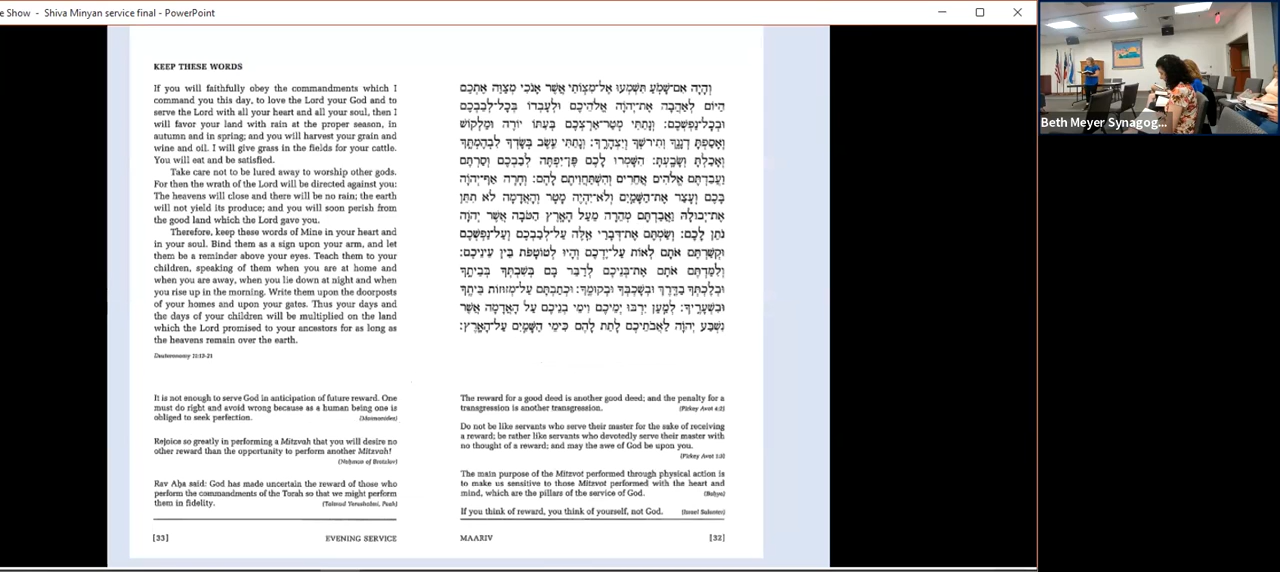 e Show - Shiva Minyan service final - PowerPoint
KEEP THESE WORDS
If you will faithfully obey the commandments which I
command you this day, to love the Lord your God and to
serve the Lord with all your heart and all your soul, then I
will favor your land with rain at the proper season, in
autumn and in spring; and you will harvest your grain and
wine and oil. I will give grass in the fields for your cattle.
You will eat and be satisfied.
Take care not to be lured away to worship other gods.
For then the wrath of the Lord will be directed against you:
The heavens will close and there will be no rain; the earth
will not yield its produce; and you will soon perish from
the good land which the Lord gave you.
Therefore, keep these words of Mine in your heart and
in your soul. Bind them as a sign upon your arm, and let
them be a reminder above your eyes. Teach them to your
children, speaking of them when you are at home and
when you are away, when you lie down at night and when
you rise up in the morning. Write them upon the doorposts
of your homes and upon your gates. Thus your days and
the days of your children will be multiplied on the land
which the Lord promised to your ancestors for as long as
the heavens remain over the earth.
Deuteronomy 11:13-21
It is not enough to serve God in anticipation of future reward. One
must do right and avoid wrong because as a human being one is
obliged to seek perfection. (Maimonides)
Rejoice so greatly in performing a Mitzvah that you will desire no
other reward than the opportunity to perform another Mitzvah!
(Naḥman of Bratzlav)
Rav Aḥa said: God has made uncertain the reward of those who
perform the commandments of the Torah so that we might perform
them in fidelity. (Talmud Yerushalmi, Peah)
[33] EVENING SERVICE
וְהָיָה אִם־שָׁמֹֽעַ תִּשְׁמְעוּ אֶל־מִצְוֺתַי אֲשֶׁר אָנֹכִי מְצַוֶּה אֶתְכֶם
הַיּוֹם לְאַהֲבָה אֶת־יְהֹוָה אֱלֹהֵיכֶם וּלְעָבְדוֹ בְּכָל־לְבַבְכֶם
וּבְכָל־נַפְשְׁכֶם: וְנָתַתִּי מְטַר־אַרְצְכֶם בְּעִתּוֹ יוֹרֶה וּמַלְקוֹשׁ
וְאָסַפְתָּ דְגָנֶֽךָ וְתִירֹשְׁךָ וְיִצְהָרֶֽךָ: וְנָתַתִּי עֵֽשֶׂב בְּשָׂדְךָ לִבְהֶמְתֶּֽךָ
וְאָכַלְתָּ וְשָׂבָֽעְתָּ: הִשָּׁמְרוּ לָכֶם פֶּן־יִפְתֶּה לְבַבְכֶם וְסַרְתֶּם
וַעֲבַדְתֶּם אֱלֹהִים אֲחֵרִים וְהִשְׁתַּחֲוִיתֶם לָהֶם: וְחָרָה אַף־יְהֹוָה
בָּכֶם וְעָצַר אֶת־הַשָּׁמַֽיִם וְלֹא־יִהְיֶה מָטָר וְהָאֲדָמָה לֹא תִתֵּן
אֶת־יְבוּלָהּ וַאֲבַדְתֶּם מְהֵרָה מֵעַל הָאָֽרֶץ הַטֹּבָה אֲשֶׁר יְהֹוָה
נֹתֵן לָכֶם: וְשַׂמְתֶּם אֶת־דְּבָרַי אֵֽלֶּה עַל־לְבַבְכֶם וְעַל־נַפְשְׁכֶם
וּקְשַׁרְתֶּם אֹתָם לְאוֹת עַל־יֶדְכֶם וְהָיוּ לְטוֹטָפֹת בֵּין עֵינֵיכֶם:
וְלִמַּדְתֶּם אֹתָם אֶת־בְּנֵיכֶם לְדַבֵּר בָּם בְּשִׁבְתְּךָ בְּבֵיתֶֽךָ
וּבְלֶכְתְּךָ בַדֶּֽרֶךְ וּבְשָׁכְבְּךָ וּבְקוּמֶֽךָ: וּכְתַבְתָּם עַל־מְזוּזוֹת בֵּיתֶֽךָ
וּבִשְׁעָרֶֽיךָ: לְמַֽעַן יִרְבּוּ יְמֵיכֶם וִימֵי בְנֵיכֶם עַל הָאֲדָמָה אֲשֶׁר
נִשְׁבַּע יְהֹוָה לַאֲבֹתֵיכֶם לָתֵת לָהֶם כִּימֵי הַשָּׁמַֽיִם עַל־הָאָֽרֶץ:
The reward for a good deed is another good deed; and the penalty for a
transgression is another transgression. (Pirkey Avot 4:2)
Do not be like servants who serve their master for the sake of receiving
a reward; be rather like servants who devotedly serve their master with
no thought of a reward; and may the awe of God be upon you.
(Pirkey Avot 1:3)
The main purpose of the Mitzvot performed through physical action is
to make us sensitive to those Mitzvot performed with the heart and
mind, which are the pillars of the service of God. (Baḥya)
If you think of reward, you think of yourself, not God. (Israel Salanter)
MAARIV [32]
Beth Meyer Synagog...